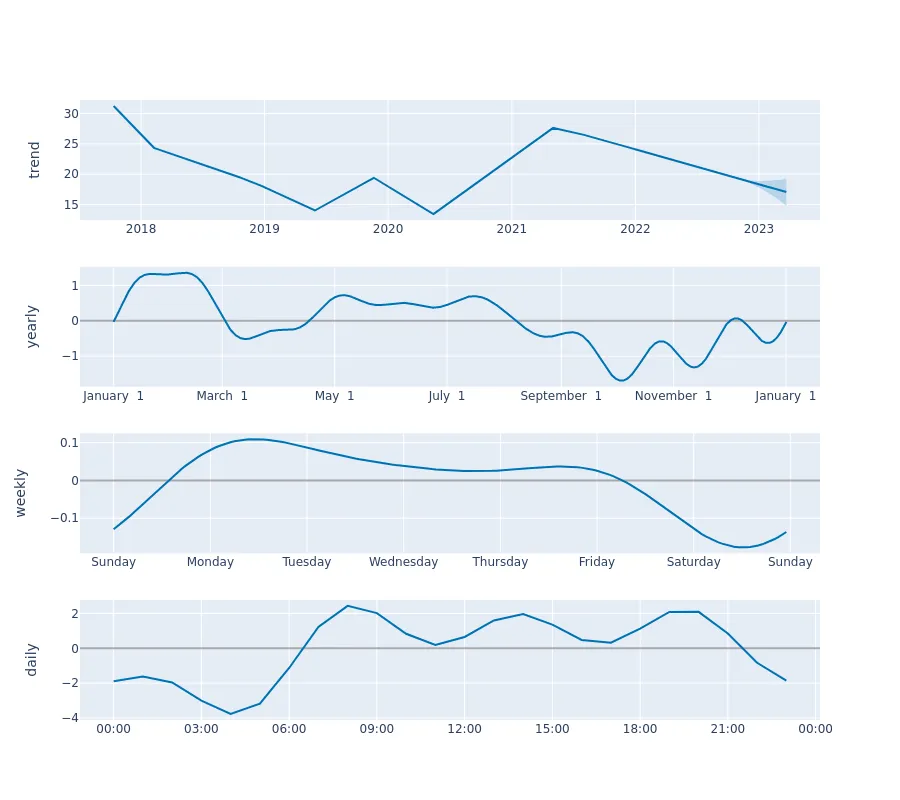 30
25
20
15
trend
2018 2019 2020 2021 2022 2023
1
0
−1
yearly
January 1 March 1 May 1 July 1 September 1 November 1 January 1
0.1
0
−0.1
weekly
Sunday Monday Tuesday Wednesday Thursday Friday Saturday Sunday
2
0
−2
−4
daily
00:00 03:00 06:00 09:00 12:00 15:00 18:00 21:00 00:00